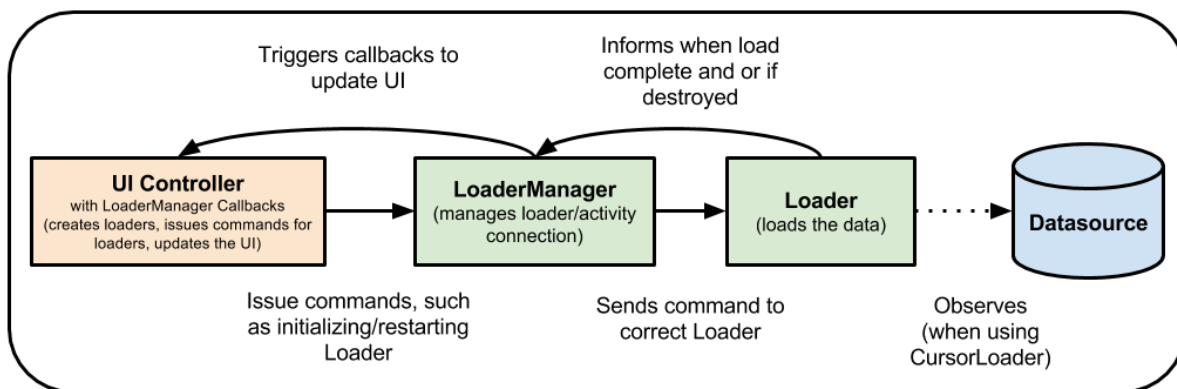 Triggers callbacks to
update UI
Informs when load
complete and or if
destroyed
UI Controller
with LoaderManager Callbacks
(creates loaders, issues commands for
loaders, updates the UI)
LoaderManager
(manages loader/activity
connection)
Loader
(loads the data)
Datasource
Issue commands, such
as initializing/restarting
Loader
Sends command to
correct Loader
Observes
(when using
CursorLoader)